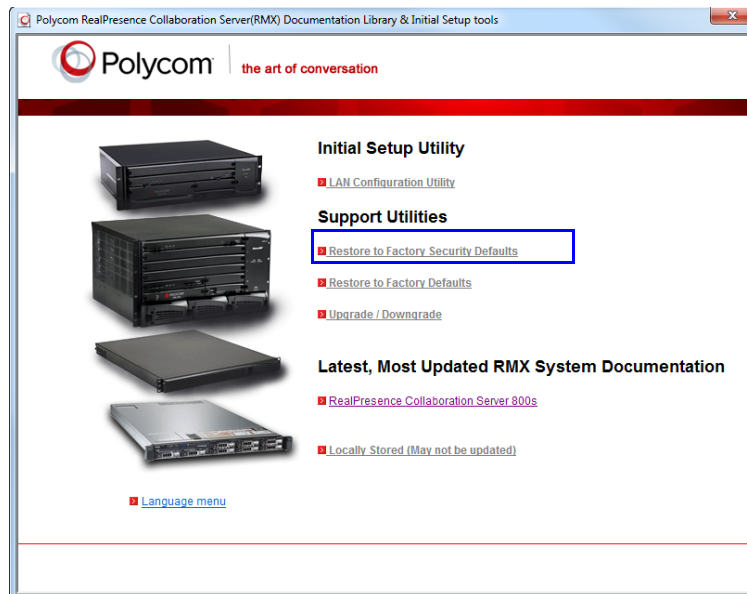 Polycom RealPresence Collaboration Server(RMX) Documentation Library & Initial Setup tools
Polycom
the art of conversation
Initial Setup Utility
LAN Configuration Utility
Support Utilities
Restore to Factory Security Defaults
Restore to Factory Defaults
Upgrade / Downgrade
Latest, Most Updated RMX System Documentation
RealPresence Collaboration Server 800s
Locally Stored (May not be updated)
Language menu